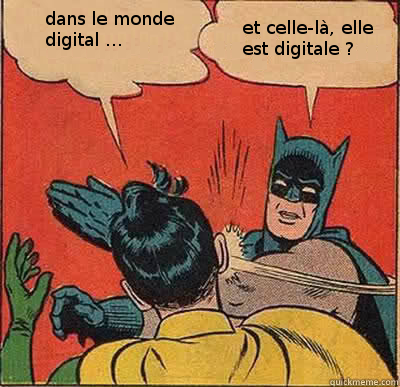 dans le monde
digital ...
et celle-là, elle
est digitale ?
quickmeme.com